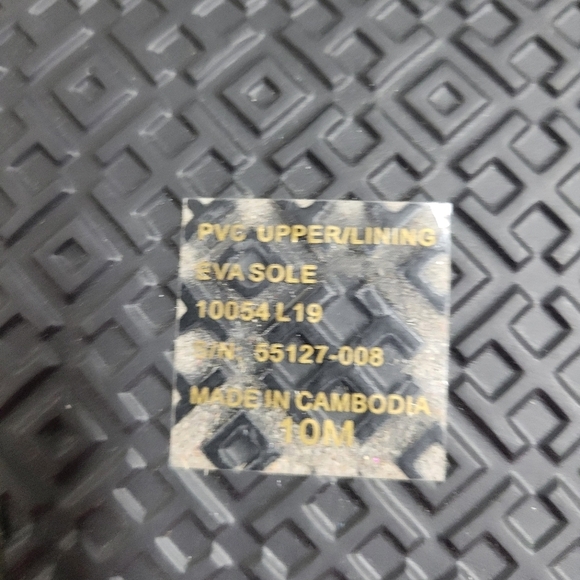 PVC UPPER/LINING
EVA SOLE
10054 L19
S/N: 55127-008
MADE IN CAMBODIA
10M